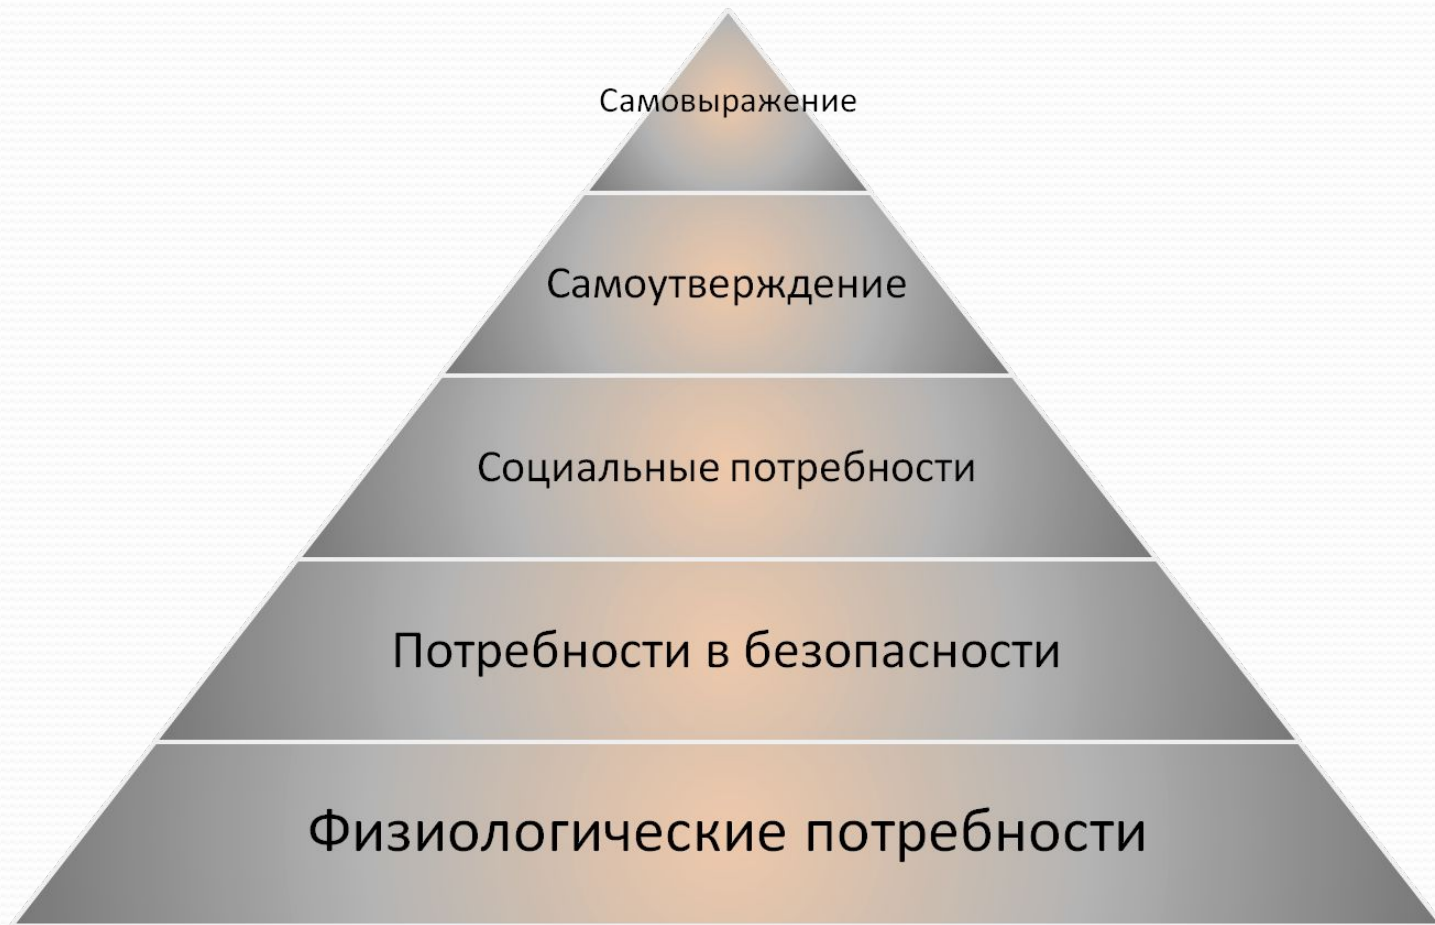 Самовыражение
Самоутверждение
Социальные потребности
Потребности в безопасности
Физиологические потребности